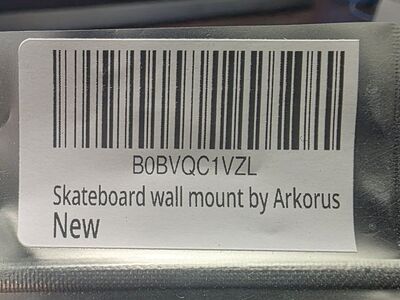 B0BVQC1VZL
Skateboard wall mount by Arkorus
New